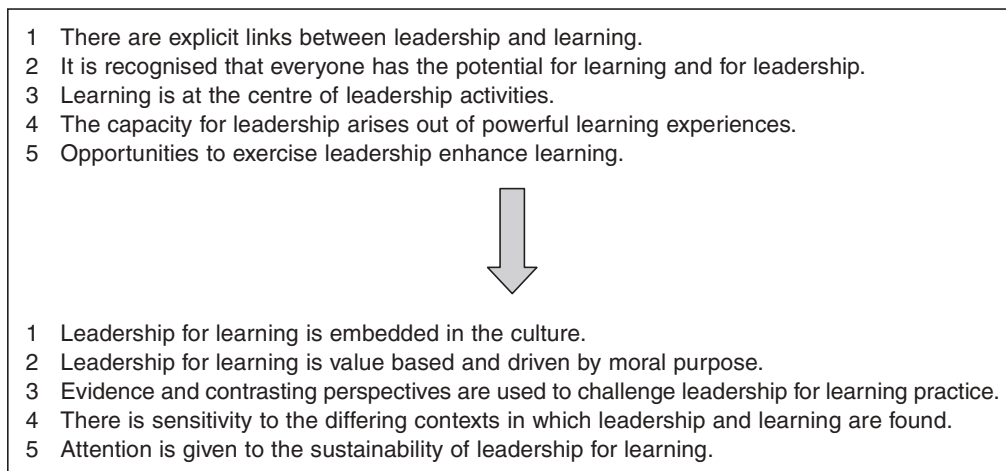 1 There are explicit links between leadership and learning.
2 It is recognised that everyone has the potential for learning and for leadership.
3 Learning is at the centre of leadership activities.
4 The capacity for leadership arises out of powerful learning experiences.
5 Opportunities to exercise leadership enhance learning.
1 Leadership for learning is embedded in the culture.
2 Leadership for learning is value based and driven by moral purpose.
3 Evidence and contrasting perspectives are used to challenge leadership for learning practice.
4 There is sensitivity to the differing contexts in which leadership and learning are found.
5 Attention is given to the sustainability of leadership for learning.